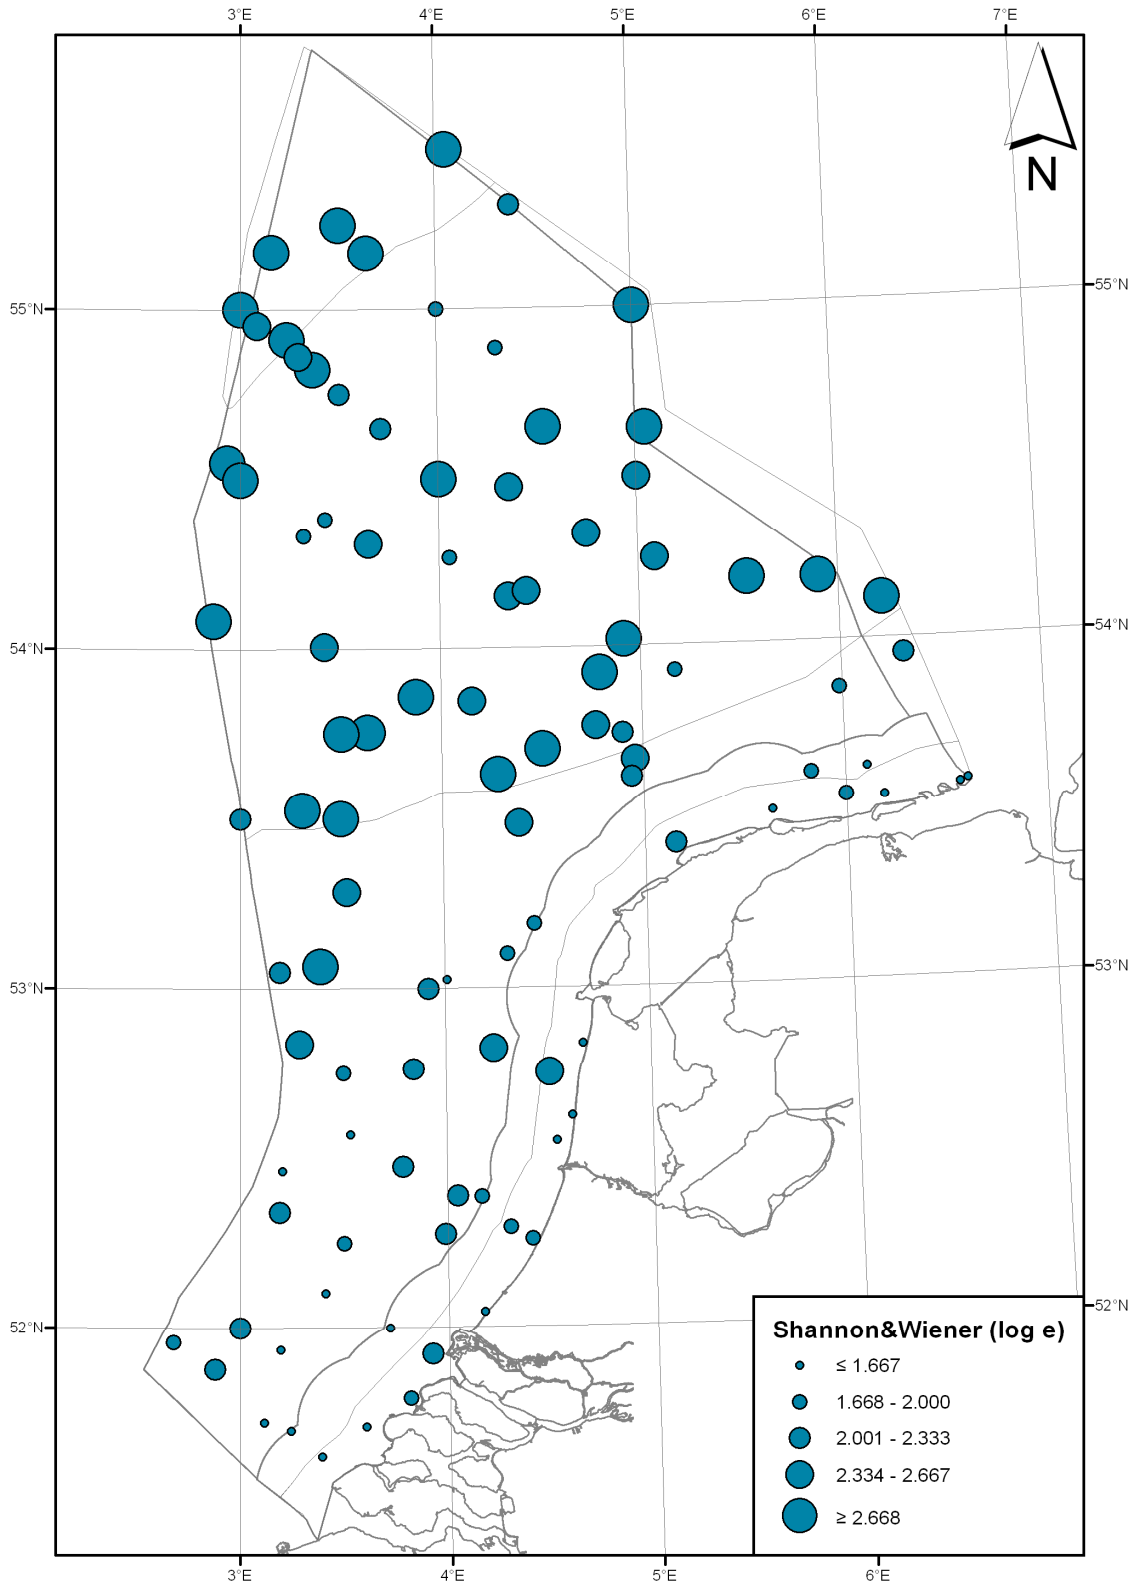 3°E 4°E 5°E 6°E 7°E
N
55°N 55°N
54°N 54°N
53°N 53°N
52°N 52°N
Shannon&Wiener (log e)
≤ 1.667
1.668 - 2.000
2.001 - 2.333
2.334 - 2.667
≥ 2.668
3°E 4°E 5°E 6°E